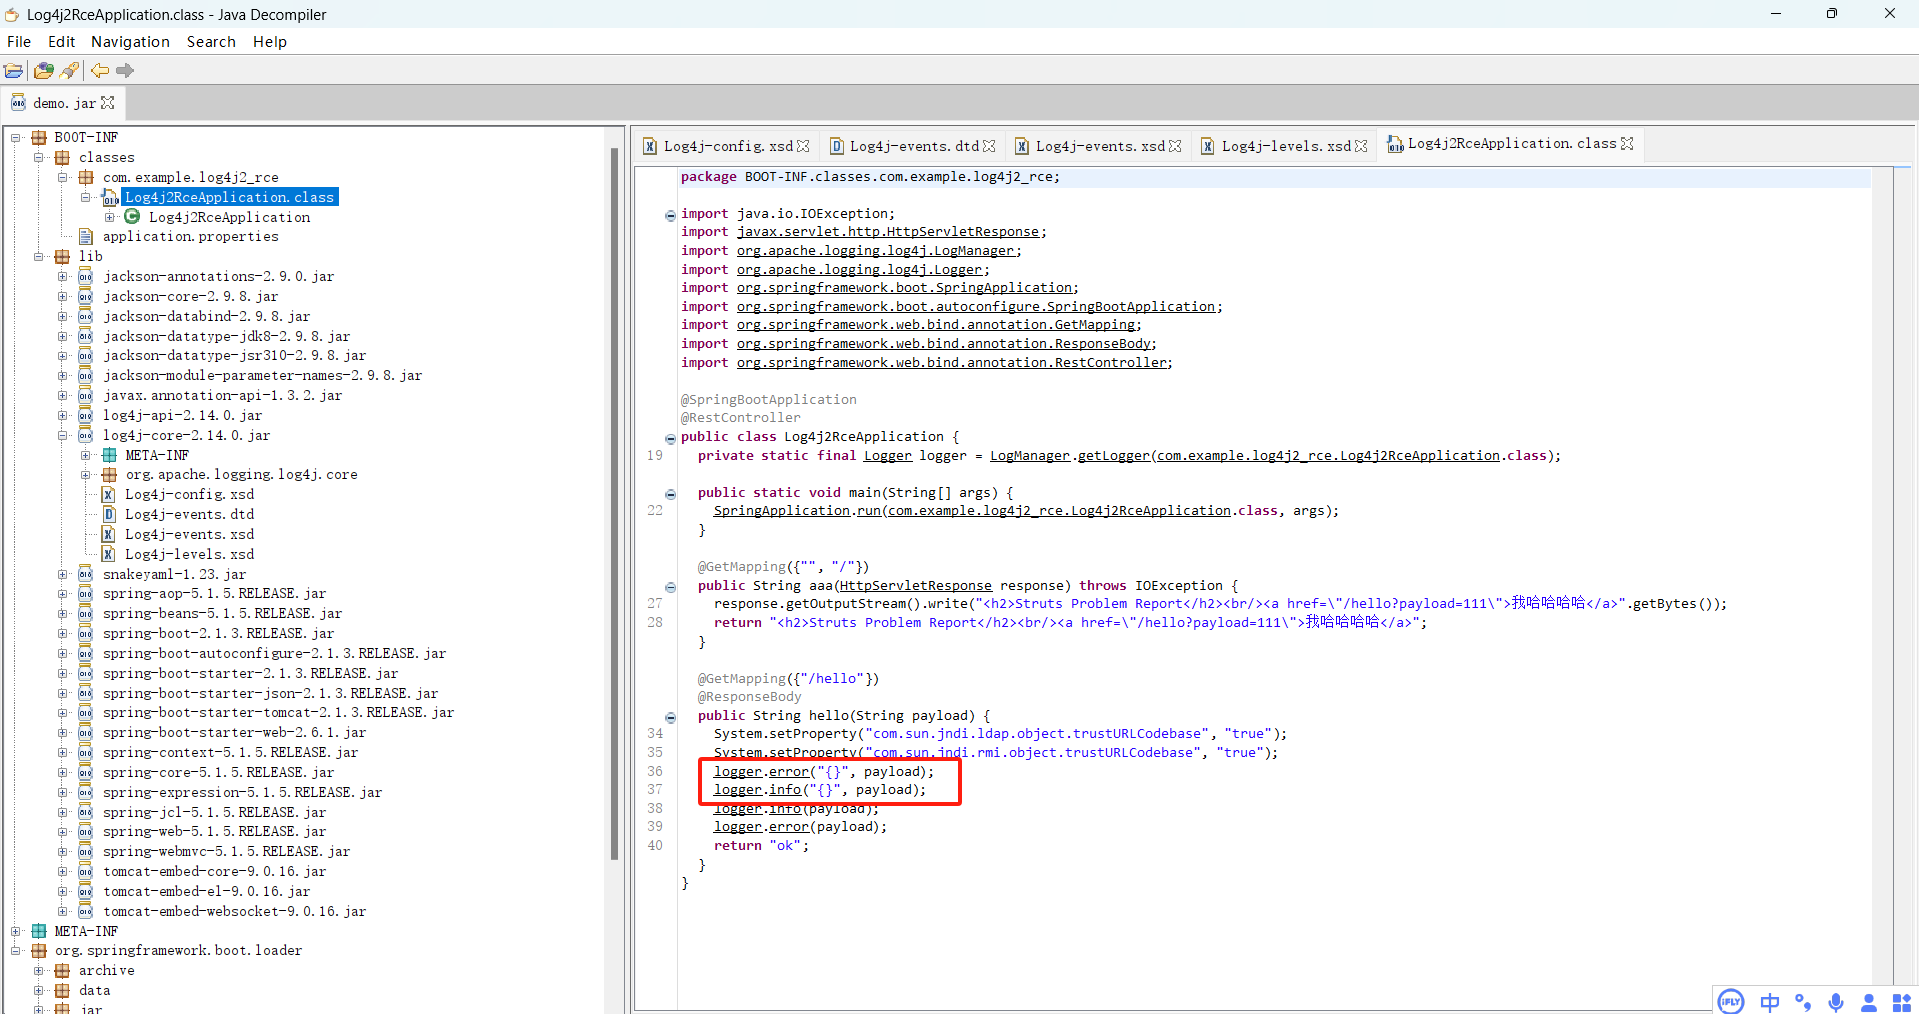 Log4j2RceApplication.class - Java Decompiler
File Edit Navigation Search Help
demo.jar
BOOT-INF
classes
com.example.log4j2_rce
Log4j2RceApplication.class
Log4j2RceApplication
application.properties
lib
jackson-annotations-2.9.0.jar
jackson-core-2.9.8.jar
jackson-databind-2.9.8.jar
jackson-datatype-jdk8-2.9.8.jar
jackson-datatype-jsr310-2.9.8.jar
jackson-module-parameter-names-2.9.8.jar
javax.annotation-api-1.3.2.jar
log4j-api-2.14.0.jar
log4j-core-2.14.0.jar
META-INF
org.apache.logging.log4j.core
Log4j-config.xsd
Log4j-events.dtd
Log4j-events.xsd
Log4j-levels.xsd
snakeyaml-1.23.jar
spring-aop-5.1.5.RELEASE.jar
spring-beans-5.1.5.RELEASE.jar
spring-boot-2.1.3.RELEASE.jar
spring-boot-autoconfigure-2.1.3.RELEASE.jar
spring-boot-starter-2.1.3.RELEASE.jar
spring-boot-starter-json-2.1.3.RELEASE.jar
spring-boot-starter-tomcat-2.1.3.RELEASE.jar
spring-boot-starter-web-2.6.1.jar
spring-context-5.1.5.RELEASE.jar
spring-core-5.1.5.RELEASE.jar
spring-expression-5.1.5.RELEASE.jar
spring-jcl-5.1.5.RELEASE.jar
spring-web-5.1.5.RELEASE.jar
spring-webmvc-5.1.5.RELEASE.jar
tomcat-embed-core-9.0.16.jar
tomcat-embed-el-9.0.16.jar
tomcat-embed-websocket-9.0.16.jar
META-INF
org.springframework.boot.loader
archive
data
jar
Log4j-config.xsd Log4j-events.dtd Log4j-events.xsd Log4j-levels.xsd Log4j2RceApplication.class
package BOOT-INF.classes.com.example.log4j2_rce;
import java.io.IOException;
import javax.servlet.http.HttpServletResponse;
import org.apache.logging.log4j.LogManager;
import org.apache.logging.log4j.Logger;
import org.springframework.boot.SpringApplication;
import org.springframework.boot.autoconfigure.SpringBootApplication;
import org.springframework.web.bind.annotation.GetMapping;
import org.springframework.web.bind.annotation.ResponseBody;
import org.springframework.web.bind.annotation.RestController;
@SpringBootApplication
@RestController
public class Log4j2RceApplication {
19 private static final Logger logger = LogManager.getLogger(com.example.log4j2_rce.Log4j2RceApplication.class);
public static void main(String[] args) {
22 SpringApplication.run(com.example.log4j2_rce.Log4j2RceApplication.class, args);
}
@GetMapping({"", "/"})
public String aaa(HttpServletResponse response) throws IOException {
27 response.getOutputStream().write("<h2>Struts Problem Report</h2><br/><a href=\"/hello?payload=111\">我哈哈哈哈</a>".getBytes());
28 return "<h2>Struts Problem Report</h2><br/><a href=\"/hello?payload=111\">我哈哈哈哈</a>";
}
@GetMapping({"/hello"})
@ResponseBody
public String hello(String payload) {
34 System.setProperty("com.sun.jndi.ldap.object.trustURLCodebase", "true");
35 System.setProperty("com.sun.jndi.rmi.object.trustURLCodebase", "true");
36 logger.error("{}", payload);
37 logger.info("{}", payload);
38 logger.info(payload);
39 logger.error(payload);
40 return "ok";
}
}
iFLY 中